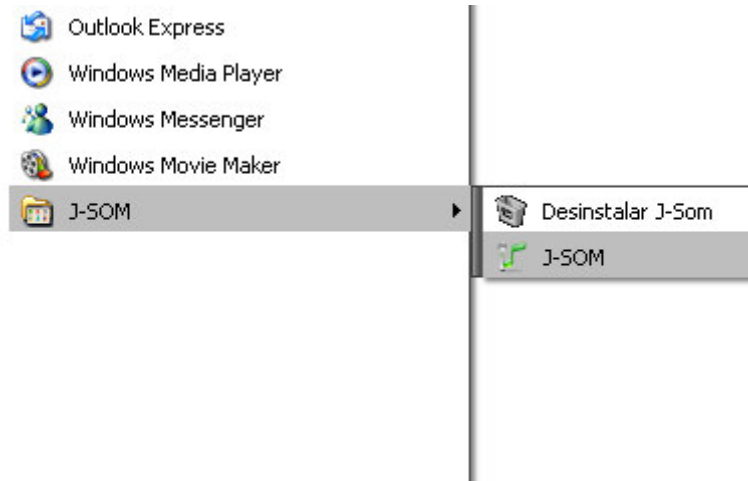 Outlook Express
Windows Media Player
Windows Messenger
Windows Movie Maker
J-SOM
Desinstalar J-Som
J-SOM